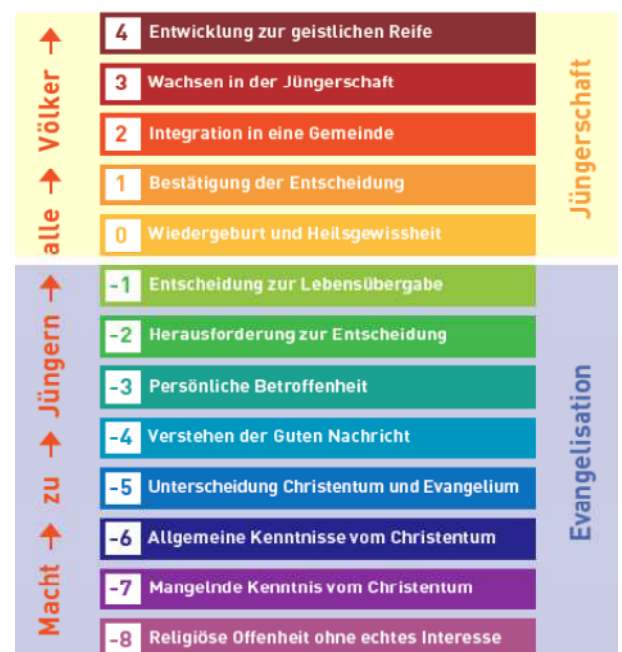 4 Entwicklung zur geistlichen Reife
3 Wachsen in der Jüngerschaft
2 Integration in eine Gemeinde
1 Bestätigung der Entscheidung
0 Wiedergeburt und Heilsgewissheit
-1 Entscheidung zur Lebensübergabe
-2 Herausforderung zur Entscheidung
-3 Persönliche Betroffenheit
-4 Verstehen der Guten Nachricht
-5 Unterscheidung Christentum und Evangelium
-6 Allgemeine Kenntnisse vom Christentum
-7 Mangelnde Kenntnis vom Christentum
-8 Religiöse Offenheit ohne echtes Interesse
Macht → zu → Jüngern → alle → Völker →
Jüngerschaft
Evangelisation